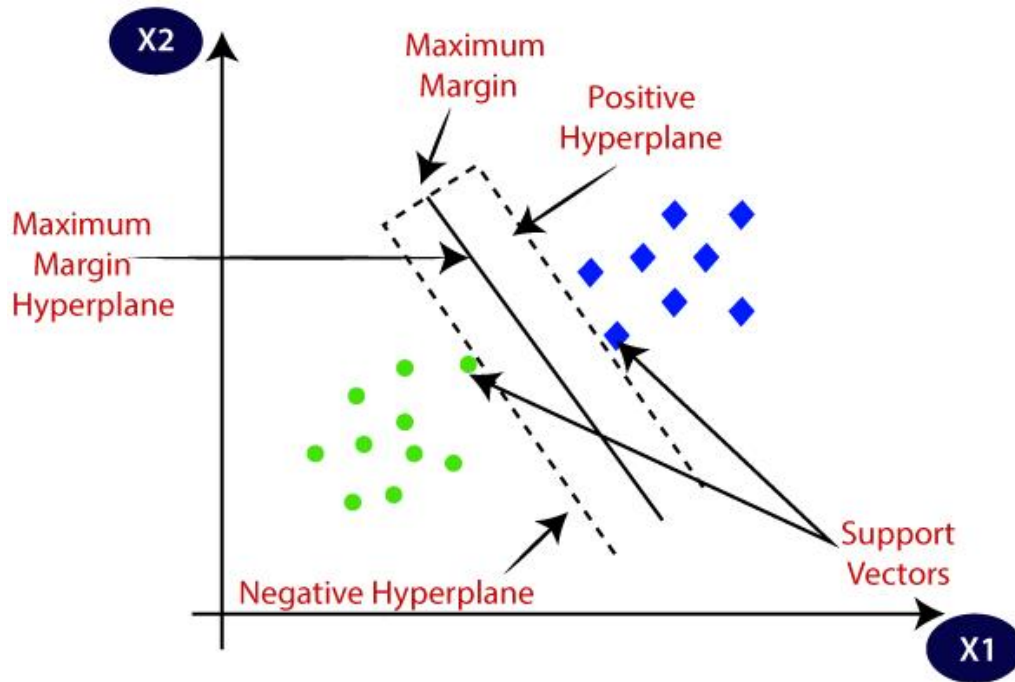 X2
Maximum
Margin
Positive
Hyperplane
Maximum
Margin
Hyperplane
Support
Vectors
Negative Hyperplane
X1